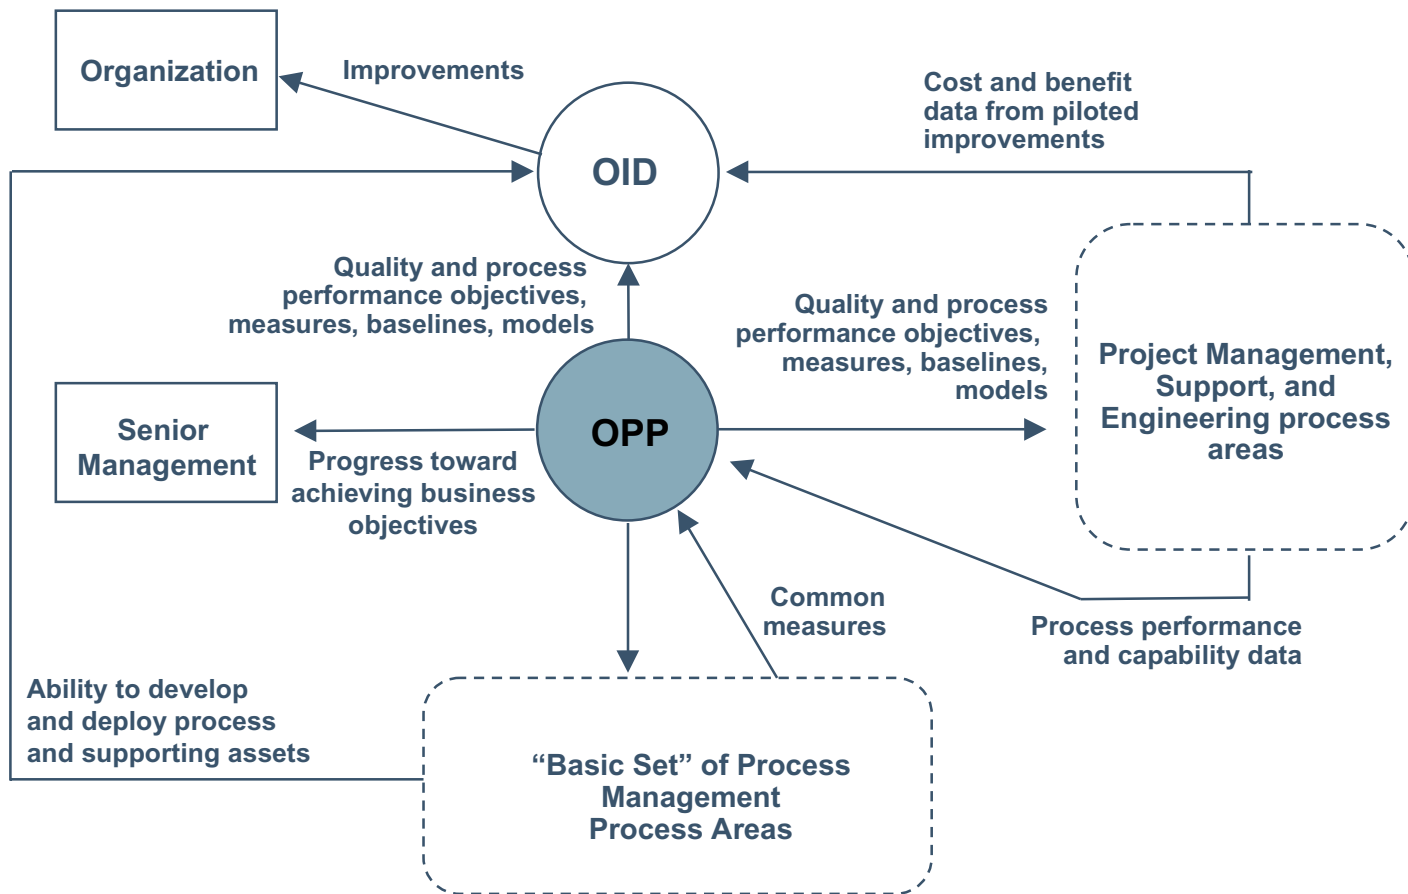 Organization
Improvements
Cost and benefit
data from piloted
improvements
OID
Quality and process
performance objectives,
measures, baselines, models
Quality and process
performance objectives,
measures, baselines,
models
Project Management,
Support, and
Engineering process
areas
Senior
Management
OPP
Progress toward
achieving business
objectives
Common
measures
Process performance
and capability data
Ability to develop
and deploy process
and supporting assets
“Basic Set” of Process
Management
Process Areas